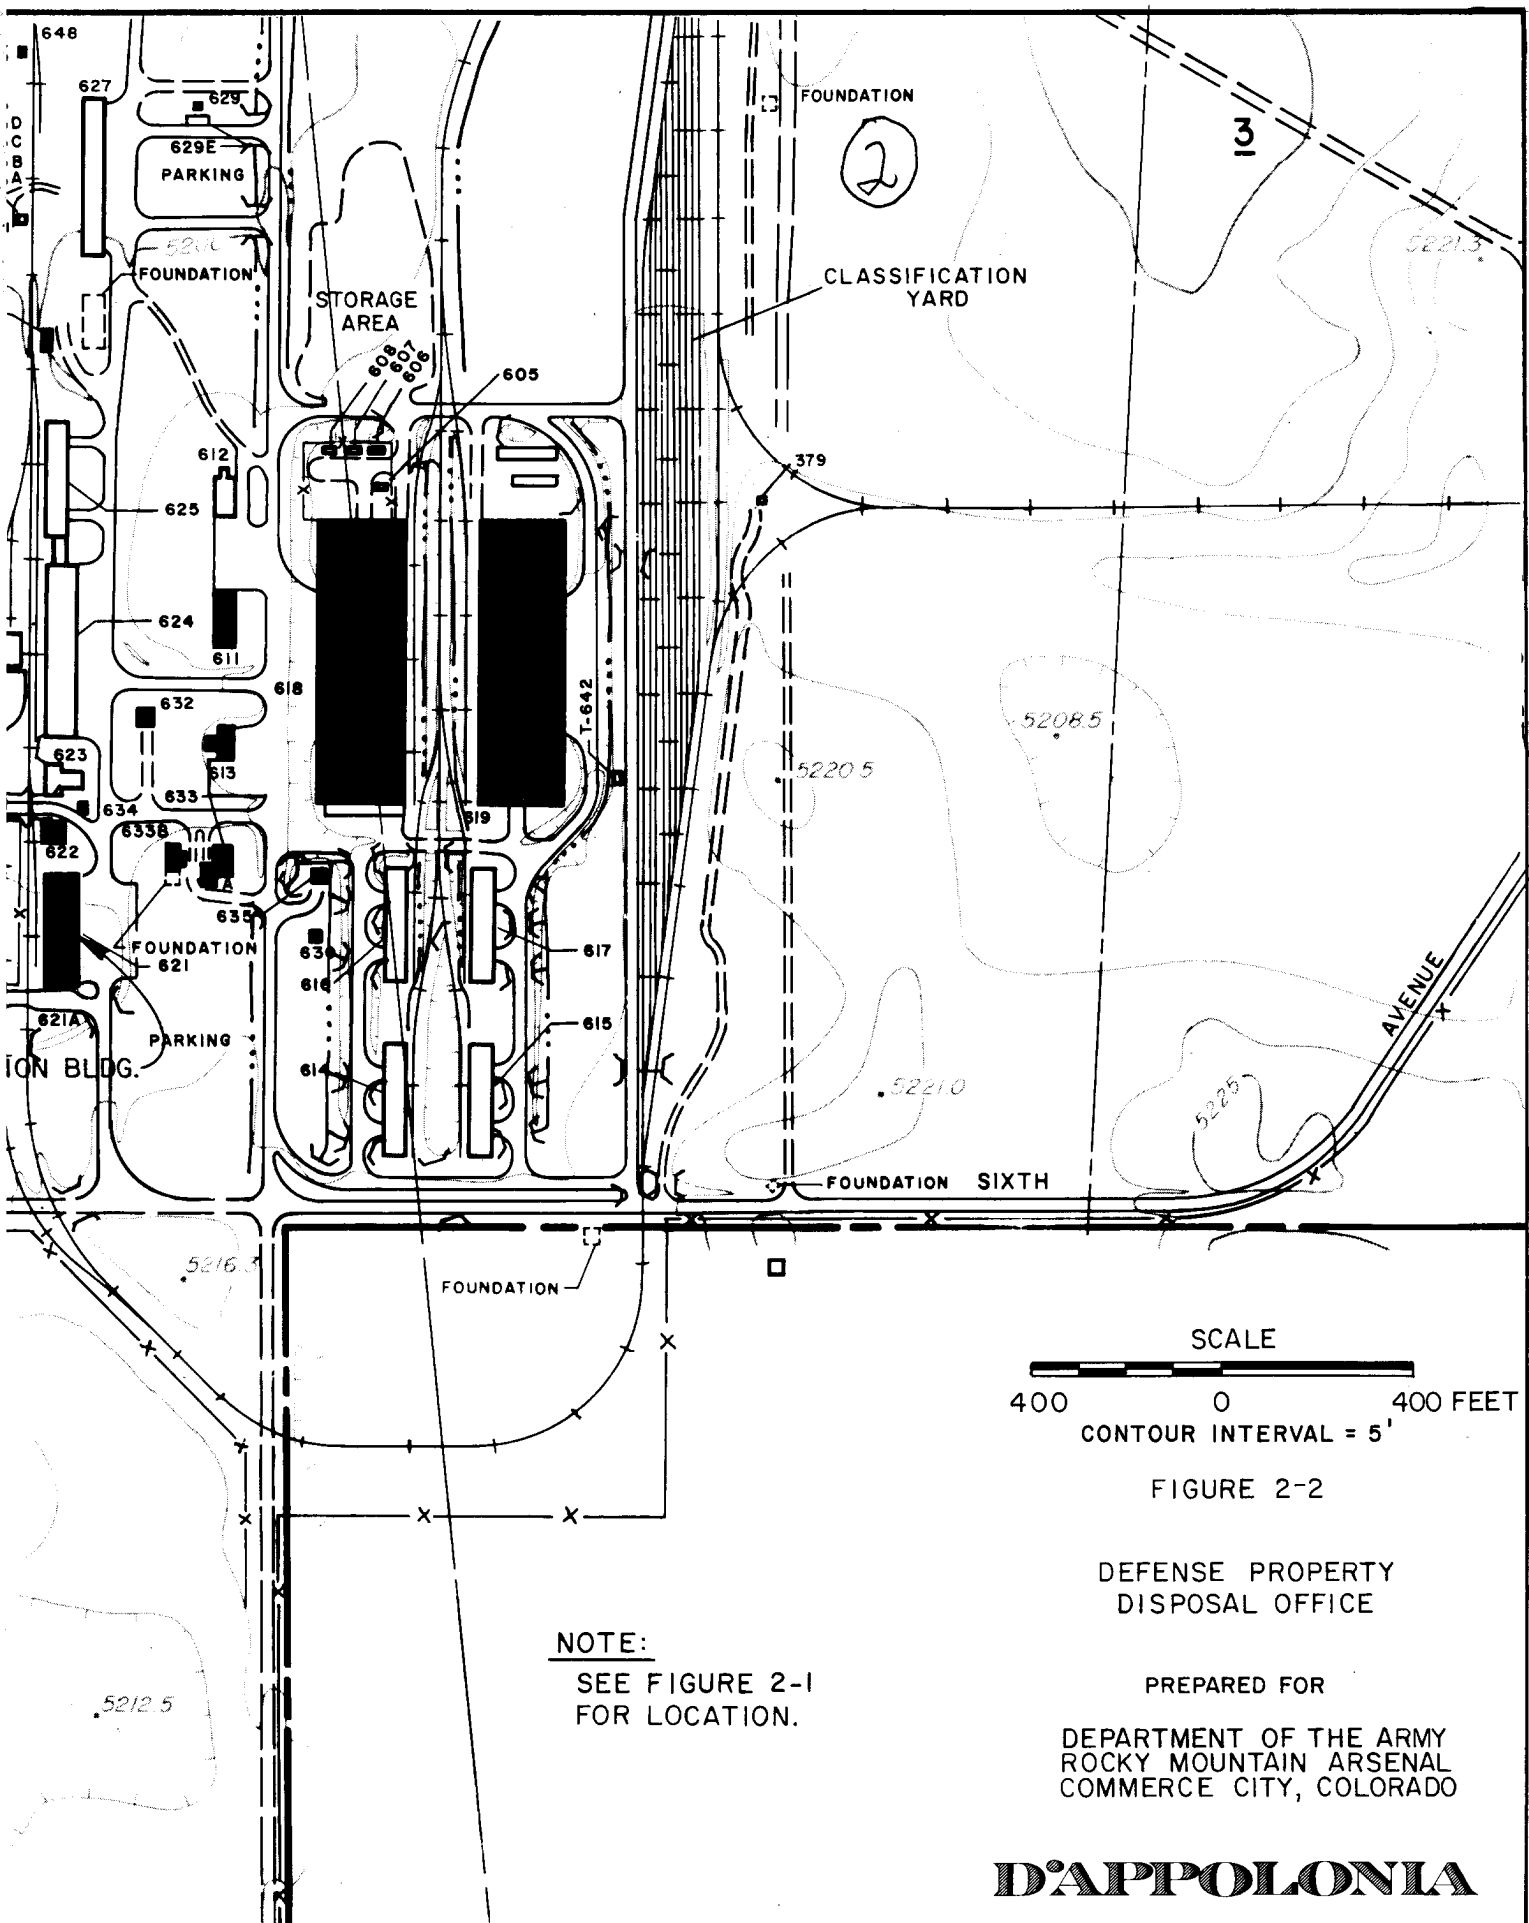 648
627
629
D
C
B
A
629E
PARKING
FOUNDATION
2
3
5221.3
FOUNDATION
CLASSIFICATION
YARD
STORAGE
AREA
608
607
606
605
612
379
625
624
611
618
T-642
632
5208.5
623
613
5220.5
633
634
619
633B
622
A
635
FOUNDATION
621
630
617
616
AVENUE
621A
PARKING
615
ION BLDG.
614
5221.0
5225
FOUNDATION
SIXTH
5216.3
FOUNDATION
SCALE
400 0 400 FEET
CONTOUR INTERVAL = 5'
FIGURE 2-2
DEFENSE PROPERTY
DISPOSAL OFFICE
NOTE:
SEE FIGURE 2-1
FOR LOCATION.
PREPARED FOR
5212.5
DEPARTMENT OF THE ARMY
ROCKY MOUNTAIN ARSENAL
COMMERCE CITY, COLORADO
D'APPOLONIA